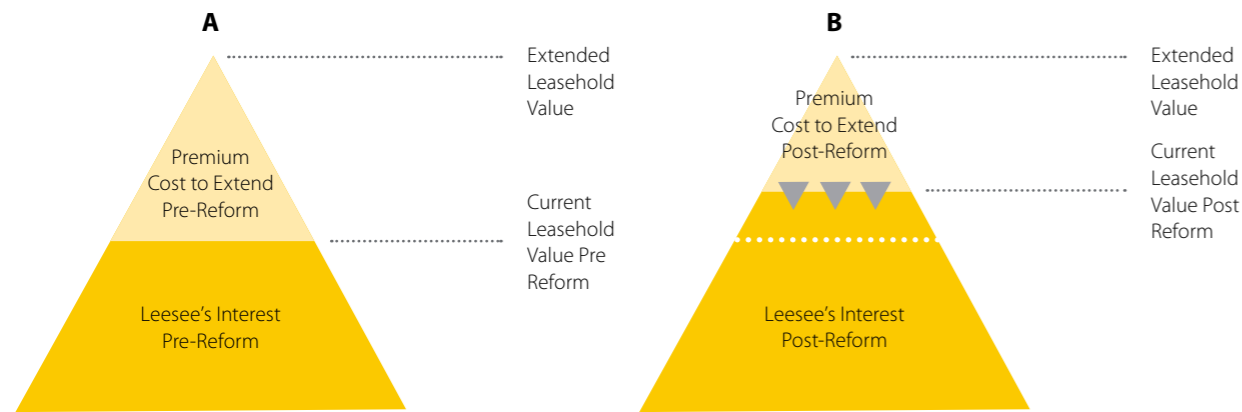 A
Extended
Leasehold
Value
Premium
Cost to Extend
Pre-Reform
Current
Leasehold
Value Pre
Reform
Leesee's Interest
Pre-Reform
B
Extended
Leasehold
Value
Premium
Cost to Extend
Post-Reform
Current
Leasehold
Value Post
Reform
Leesee's Interest
Post-Reform